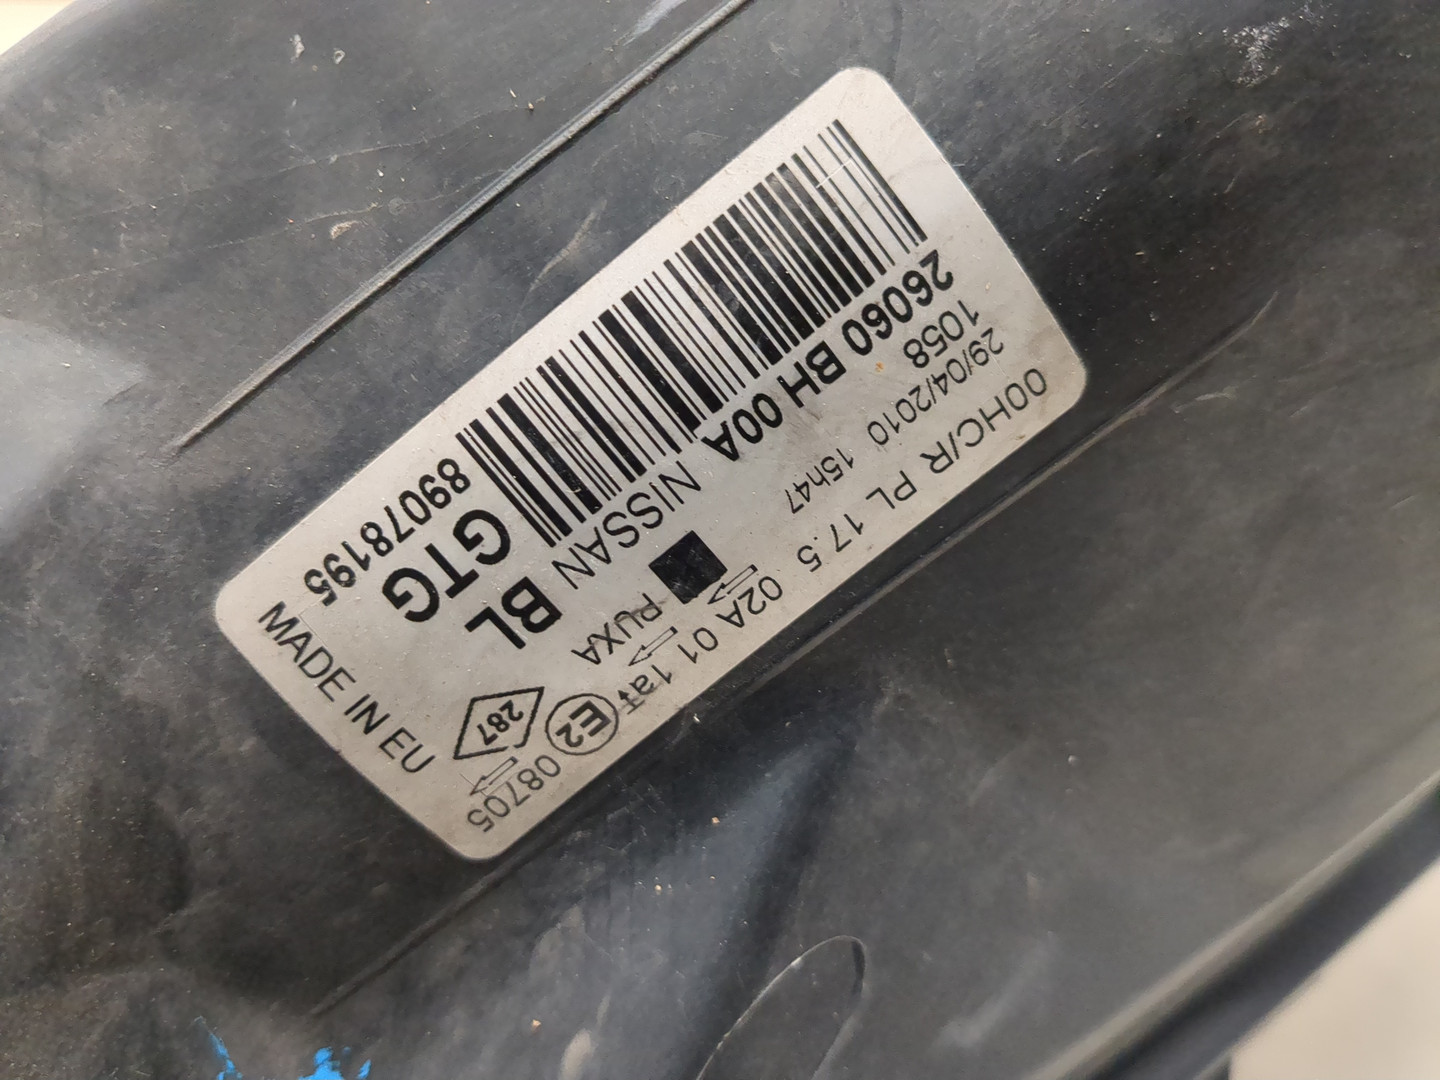 89078195
GTG
BL
26060 BH 00A
NISSAN
1058
29/04/2010 15h47
PUXA
00HC/R PL 17.5
02A 01 1a
287
E2
08705
MADE IN EU